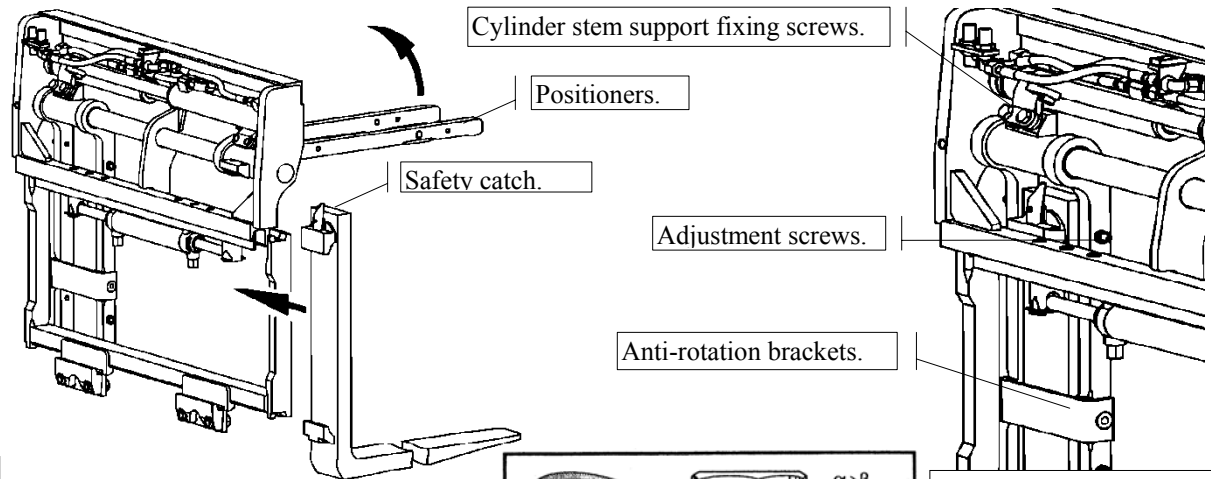 Cylinder stem support fixing screws.
Positioners.
Safety catch.
Adjustment screws.
Anti-rotation brackets.